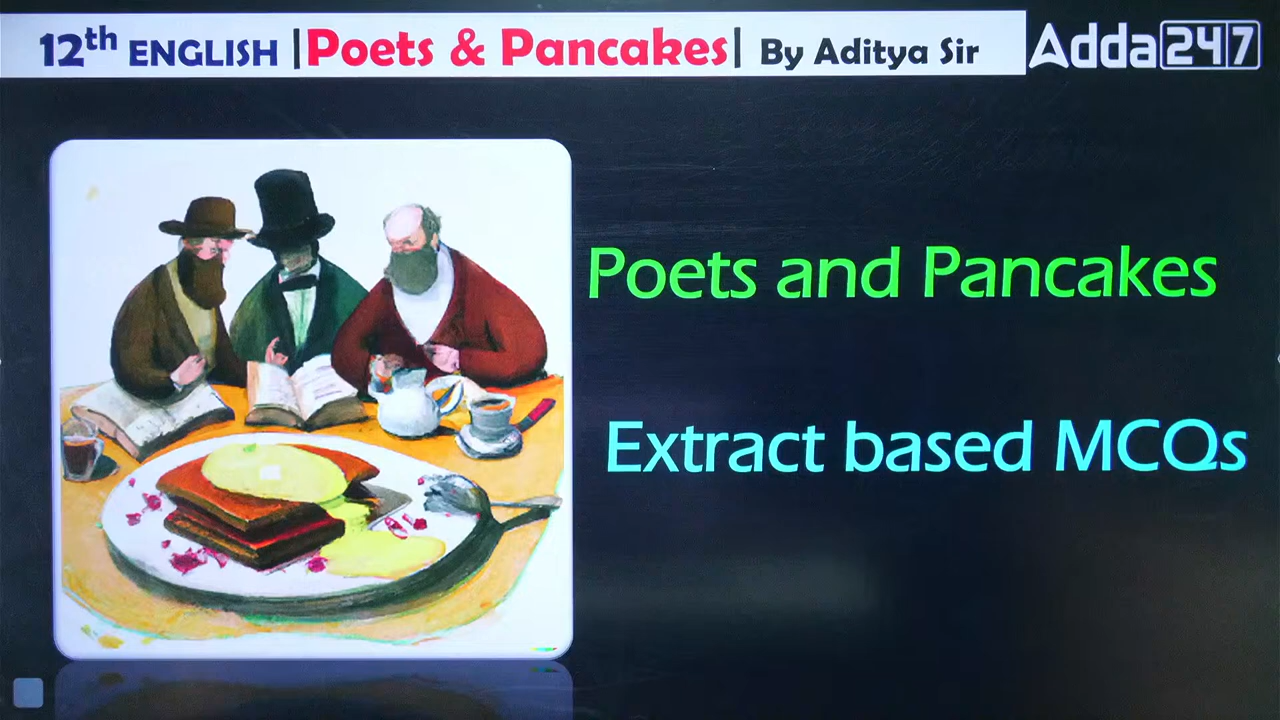 12th ENGLISH |Poets & Pancakes| By Aditya Sir
Adda247
Poets and Pancakes
Extract based MCQs